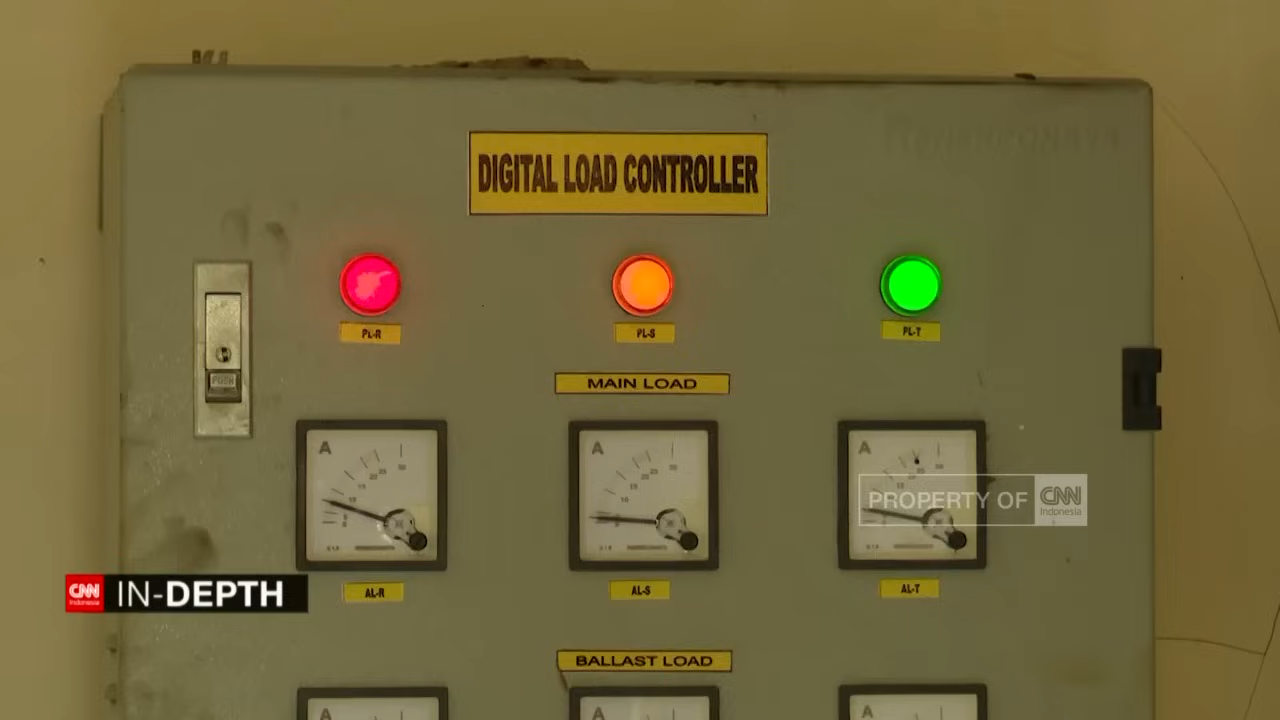 DIGITAL LOAD CONTROLLER
PL-R
PL-S
PL-T
PUSH
MAIN LOAD
A
A
A
PROPERTY OF CNN Indonesia
AL-R
AL-S
AL-T
CNN Indonesia IN-DEPTH
BALLAST LOAD
A
A
A